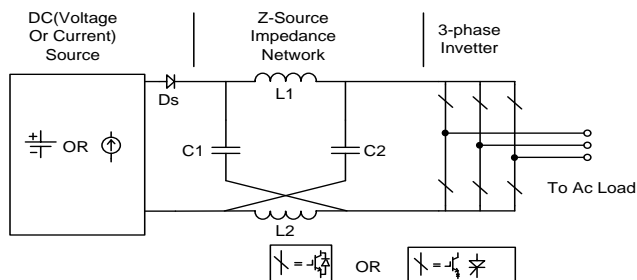 DC(Voltage
Or Current)
Source
Z-Source
Impedance
Network
3-phase
Invetter
Ds
L1
OR
C1
C2
To Ac Load
L2
=
OR
=